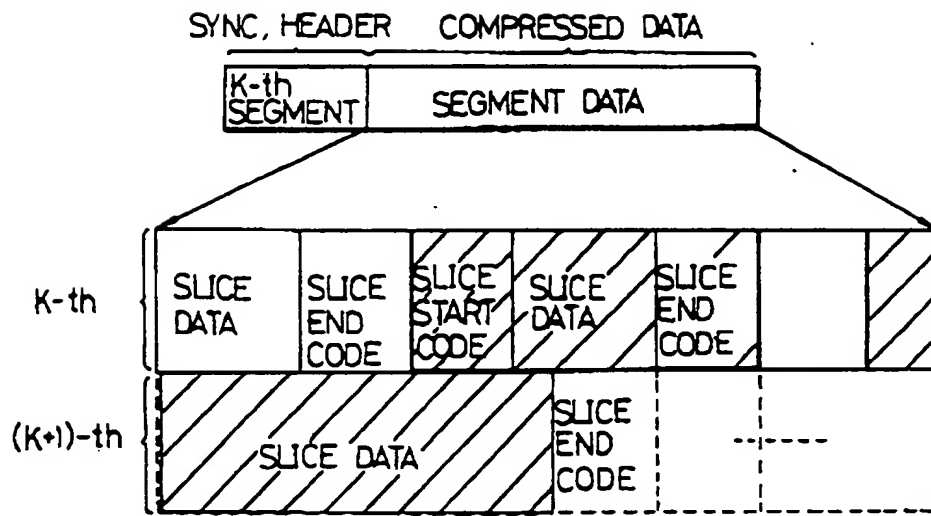 SYNC, HEADER COMPRESSED DATA
K-th
SEGMENT
SEGMENT DATA
K-th
SLICE
DATA
SLICE
END
CODE
SLICE
START
CODE
SLICE
DATA
SLICE
END
CODE
(K+1)-th
SLICE DATA
SLICE
END
CODE